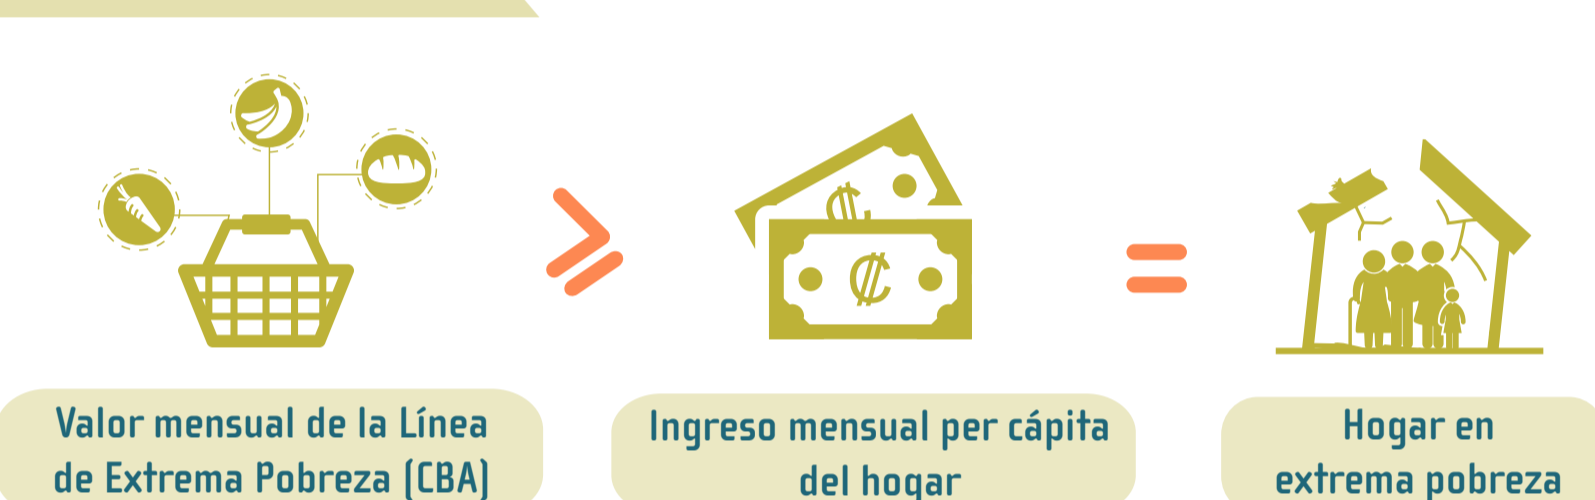 Valor mensual de la Línea
de Extrema Pobreza (CBA)
₡
₡
Ingreso mensual per cápita
del hogar
Hogar en
extrema pobreza